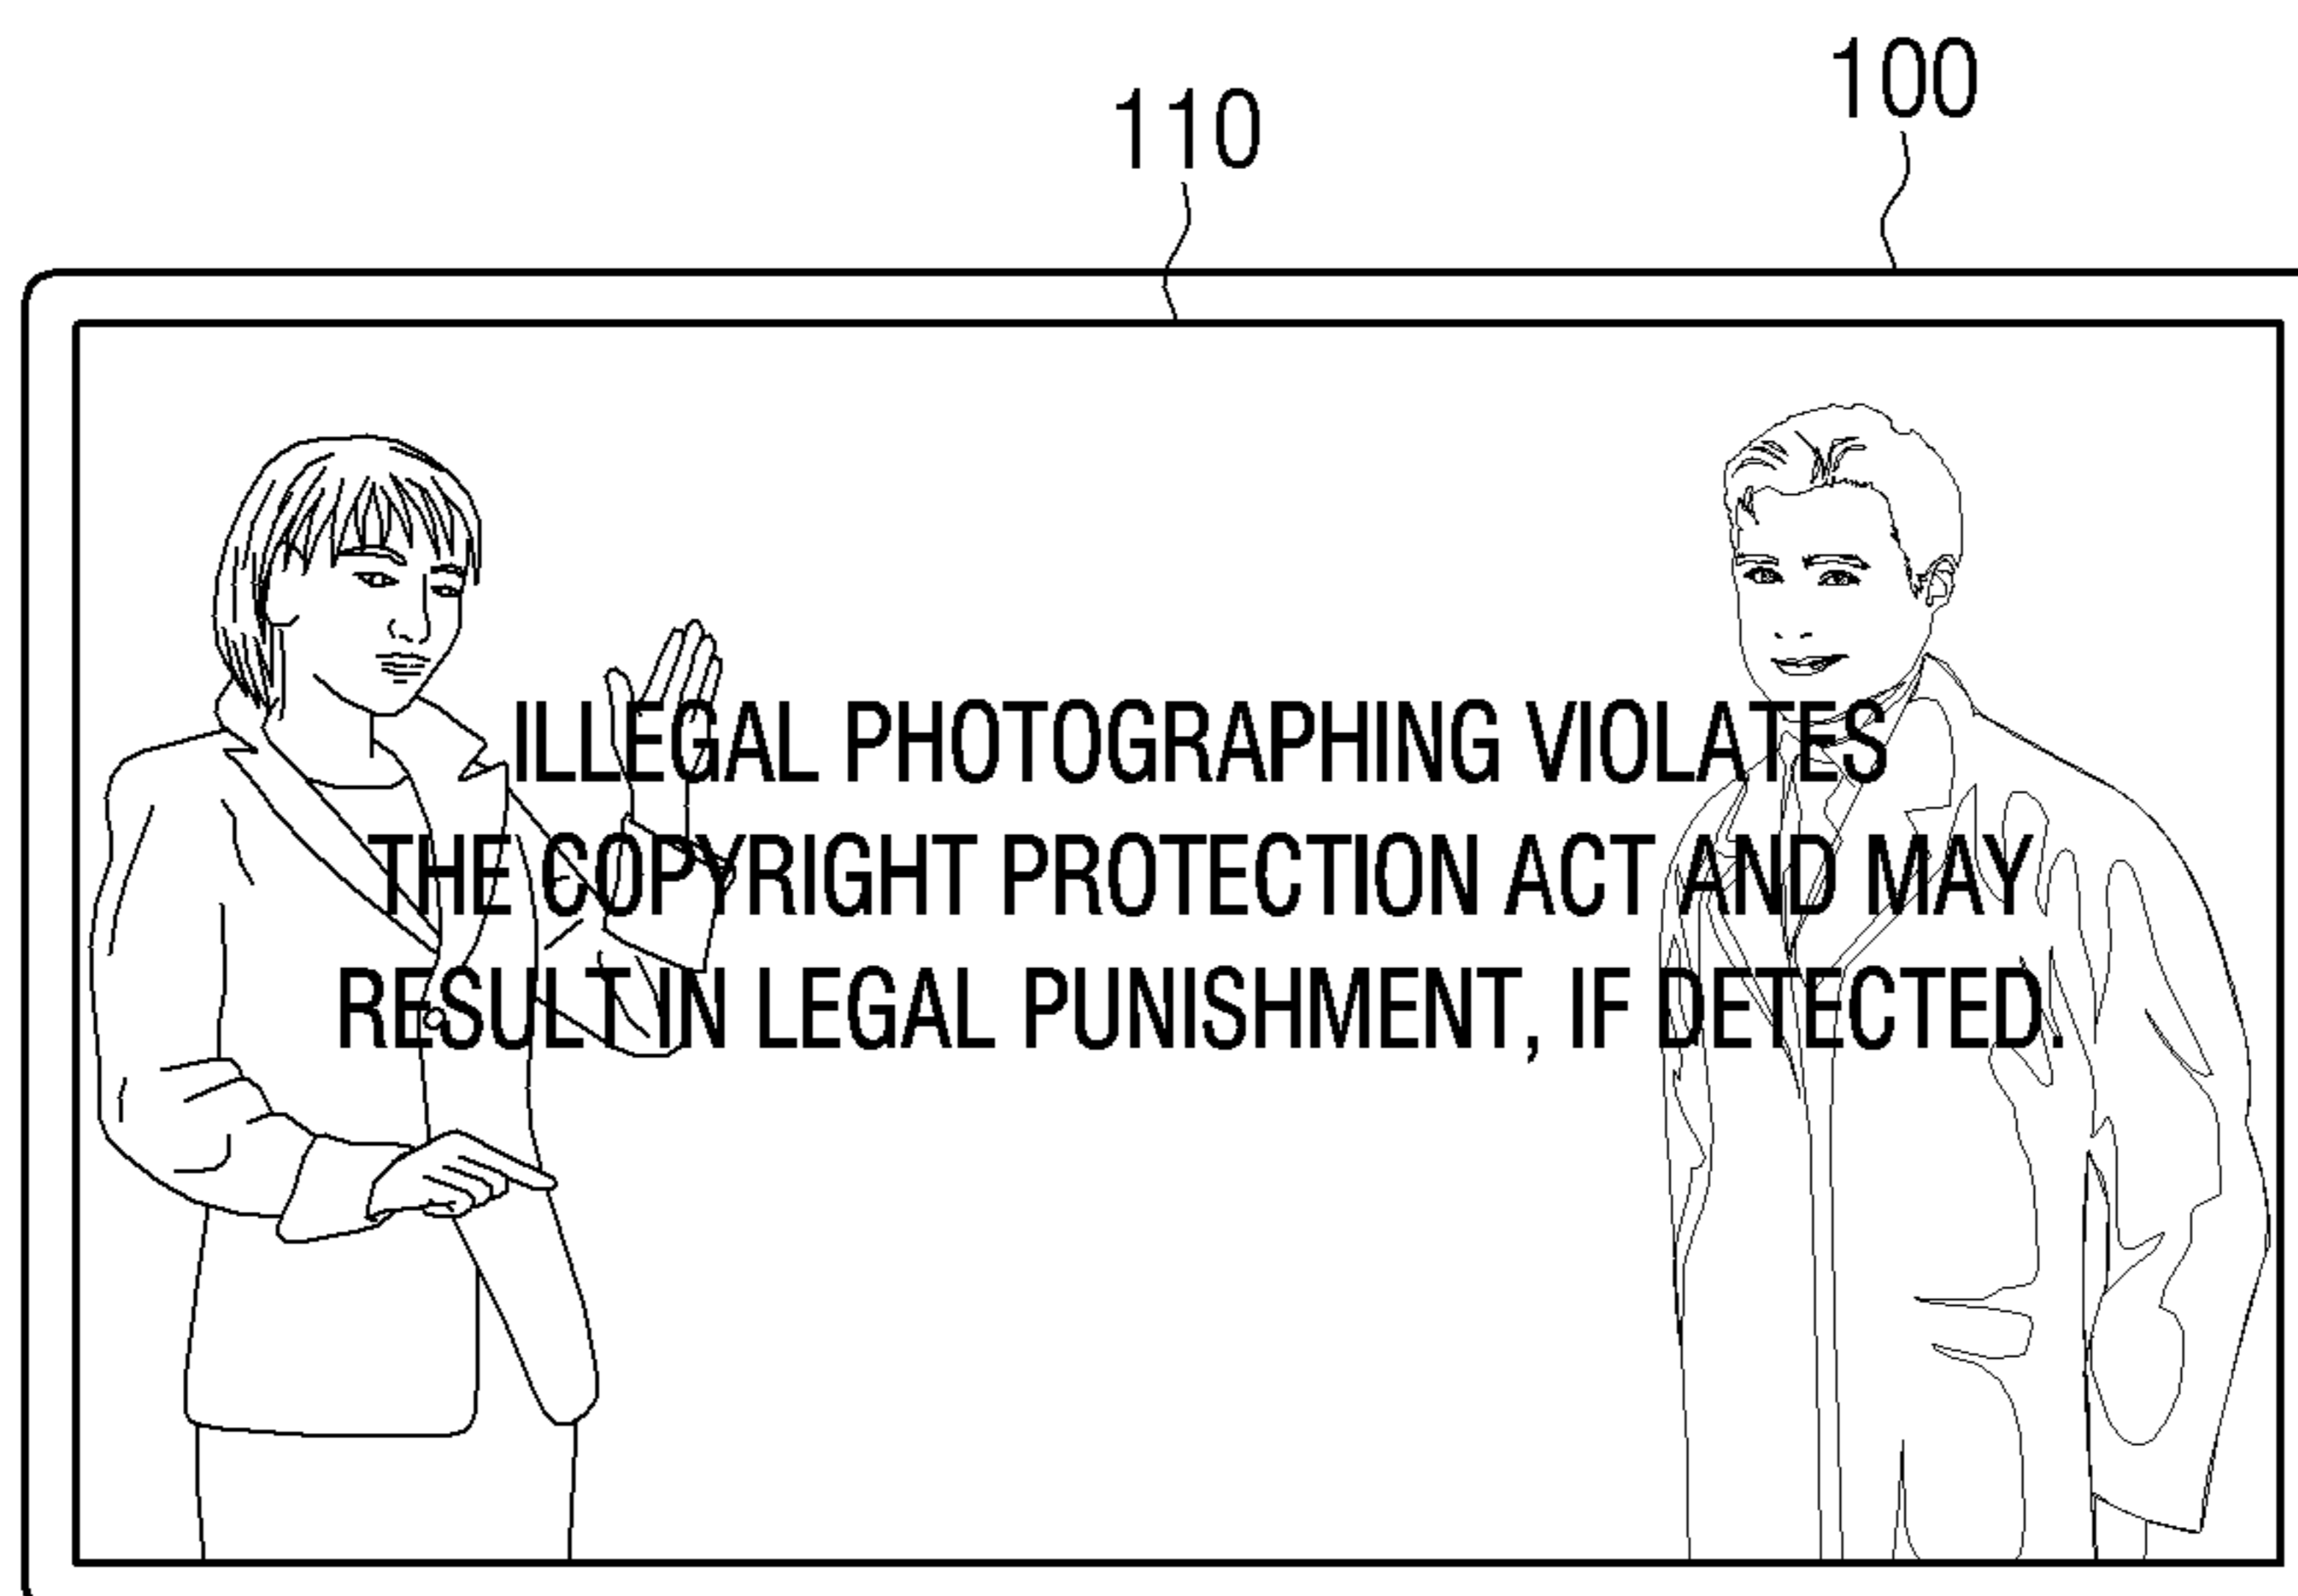 100
110
ILLEGAL PHOTOGRAPHING VIOLATES
THE COPYRIGHT PROTECTION ACT AND MAY
RESULT IN LEGAL PUNISHMENT, IF DETECTED.